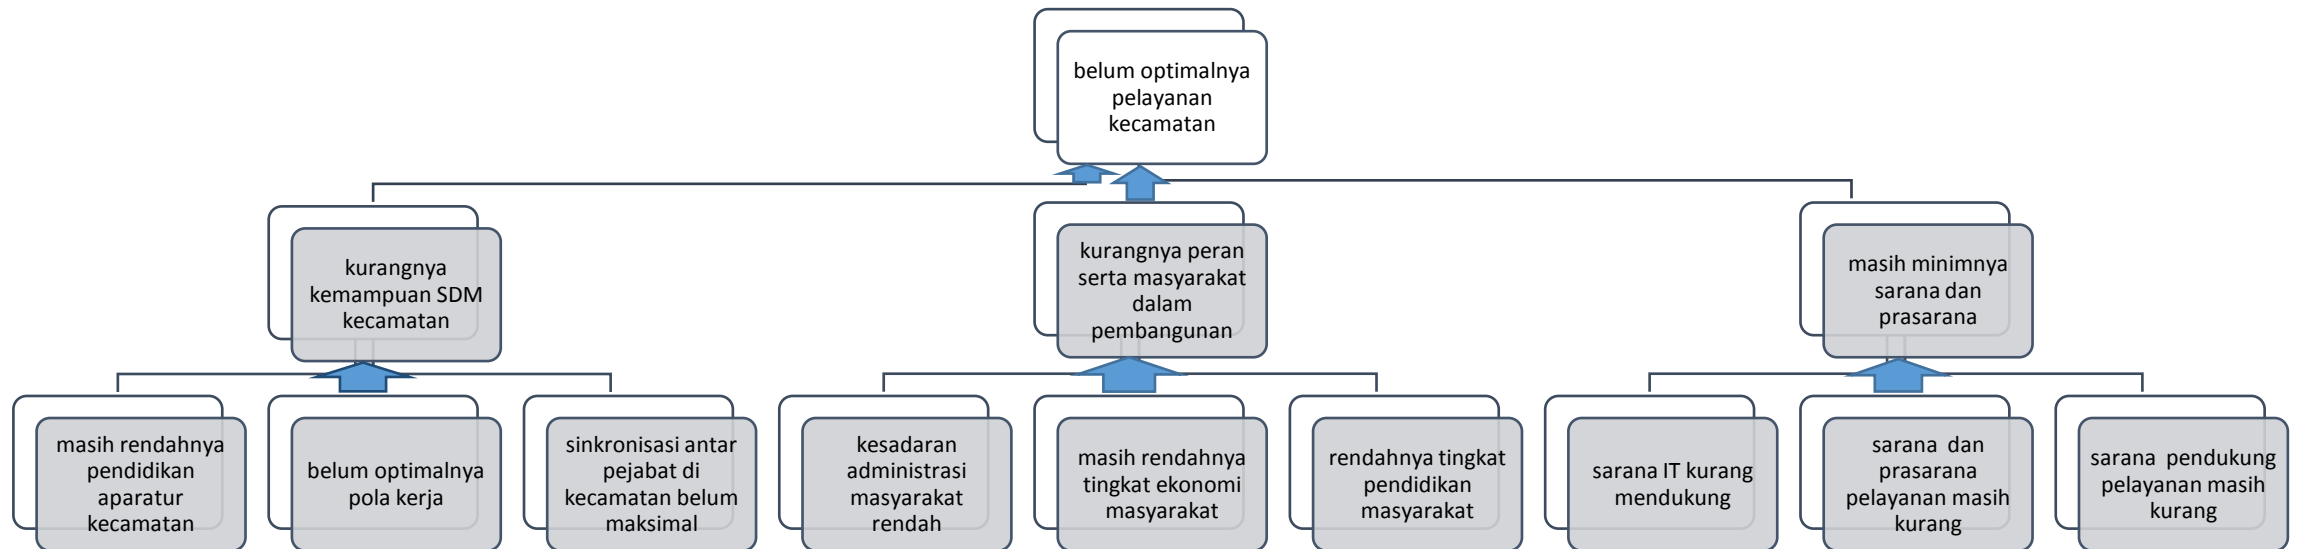 belum optimalnya
pelayanan
kecamatan
kurangnya
kemampuan SDM
kecamatan
kurangnya peran
serta masyarakat
dalam
pembangunan
masih minimnya
sarana dan
prasarana
masih rendahnya
pendidikan
aparatur
kecamatan
belum optimalnya
pola kerja
sinkronisasi antar
pejabat di
kecamatan belum
maksimal
kesadaran
administrasi
masyarakat
rendah
masih rendahnya
tingkat ekonomi
masyarakat
rendahnya tingkat
pendidikan
masyarakat
sarana IT kurang
mendukung
sarana dan
prasarana
pelayanan masih
kurang
sarana pendukung
pelayanan masih
kurang